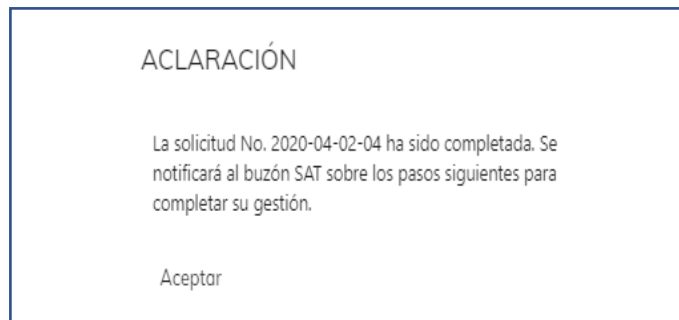 ACLARACIÓN
La solicitud No. 2020-04-02-04 ha sido completada. Se
notificará al buzón SAT sobre los pasos siguientes para
completar su gestión.
Aceptar